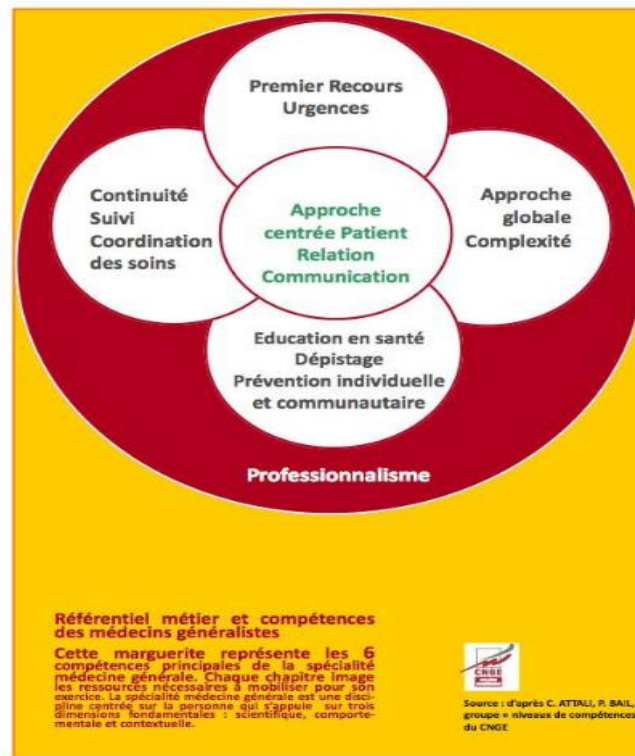 Premier Recours
Urgences
Continuité
Suivi
Coordination
des soins
Approche
centrée Patient
Relation
Communication
Approche
globale
Complexité
Education en santé
Dépistage
Prévention individuelle
et communautaire
Professionnalisme
Référentiel métier et compétences
des médecins généralistes
Cette marguerite représente les 6
compétences principales de la spécialité
médecine générale. Chaque chapitre image
les ressources nécessaires à mobiliser pour son
exercice. La spécialité médecine générale est une disci-
pline centrée sur la personne qui s'appuie sur trois
dimensions fondamentales : scientifique, comporte-
mentale et contextuelle.
CNGE
Source : d'après C. ATTALI, P. BAIL,
groupe « niveaux de compétences
du CNGE